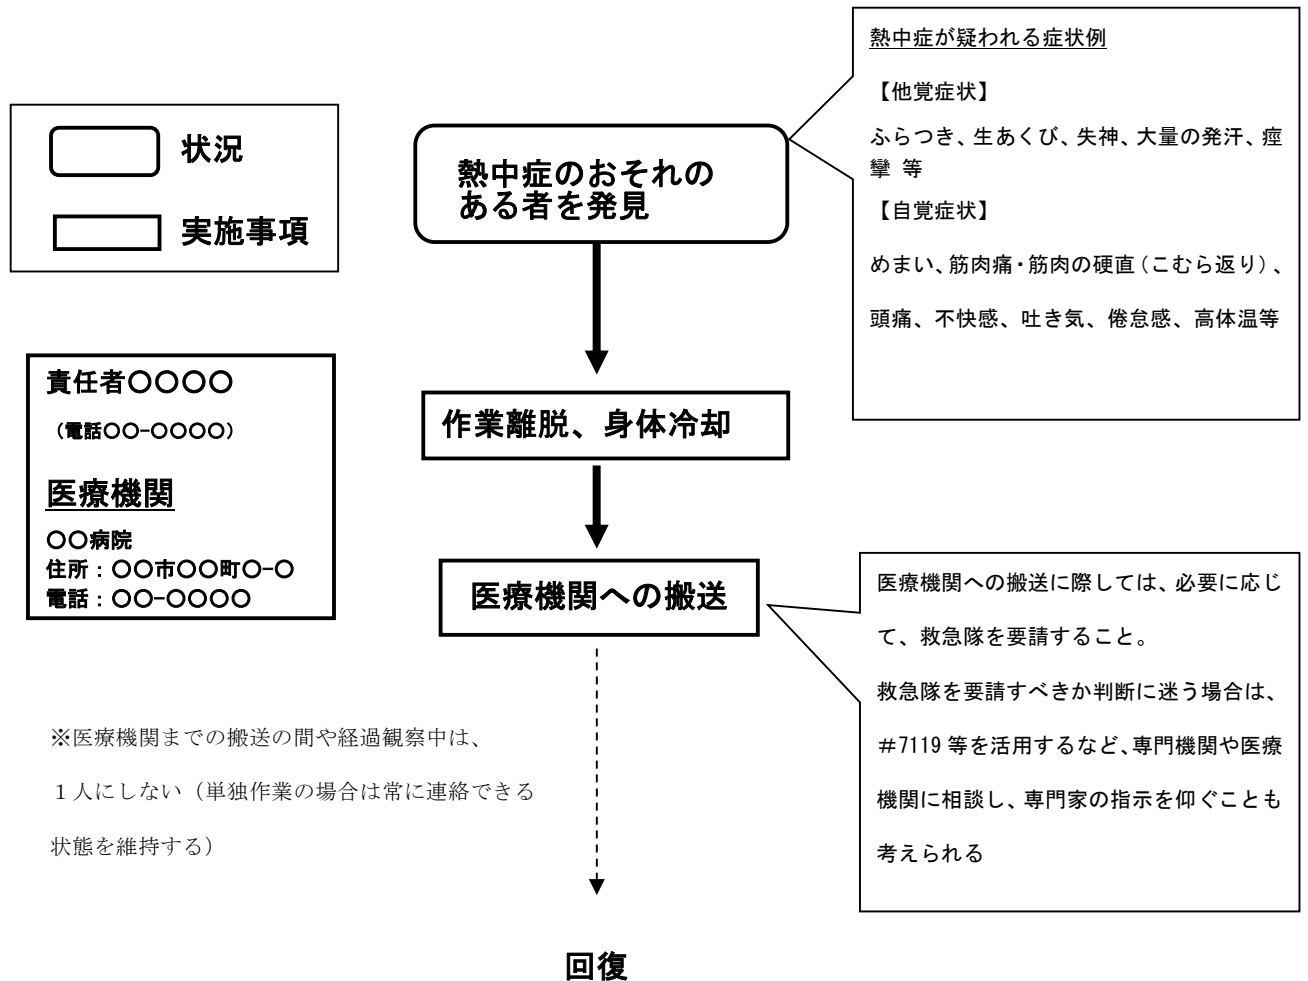 状況
実施事項
熱中症のおそれの
ある者を発見
熱中症が疑われる症状例
【他覚症状】
ふらつき、生あくび、失神、大量の発汗、痙
攣 等
【自覚症状】
めまい、筋肉痛・筋肉の硬直（こむら返り）、
頭痛、不快感、吐き気、倦怠感、高体温等
責任者〇〇〇〇
（電話〇〇-〇〇〇〇）
医療機関
〇〇病院
住所：〇〇市〇〇町〇-〇
電話：〇〇-〇〇〇〇
作業離脱、身体冷却
医療機関への搬送
医療機関への搬送に際しては、必要に応じ
て、救急隊を要請すること。
救急隊を要請すべきか判断に迷う場合は、
＃7119 等を活用するなど、専門機関や医療
機関に相談し、専門家の指示を仰ぐことも
考えられる
※医療機関までの搬送の間や経過観察中は、
１人にしない（単独作業の場合は常に連絡できる
状態を維持する）
回復